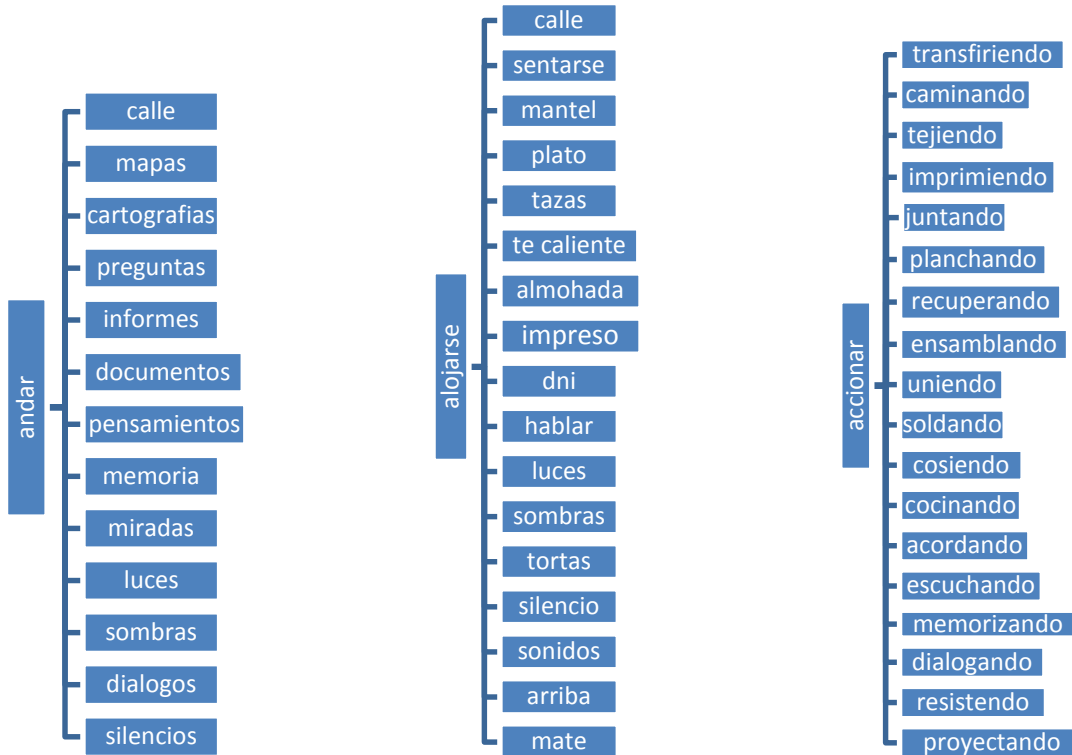 andar
calle
mapas
cartografias
preguntas
informes
documentos
pensamientos
memoria
miradas
luces
sombras
dialogos
silencios
alojarse
calle
sentarse
mantel
plato
tazas
te caliente
almohada
impreso
dni
hablar
luces
sombras
tortas
silencio
sonidos
arriba
mate
accionar
transfiriendo
caminando
tejiendo
imprimiendo
juntando
planchando
recuperando
ensamblando
uniendo
soldando
cosiendo
cocinando
acordando
escuchando
memorizando
dialogando
resistendo
proyectando